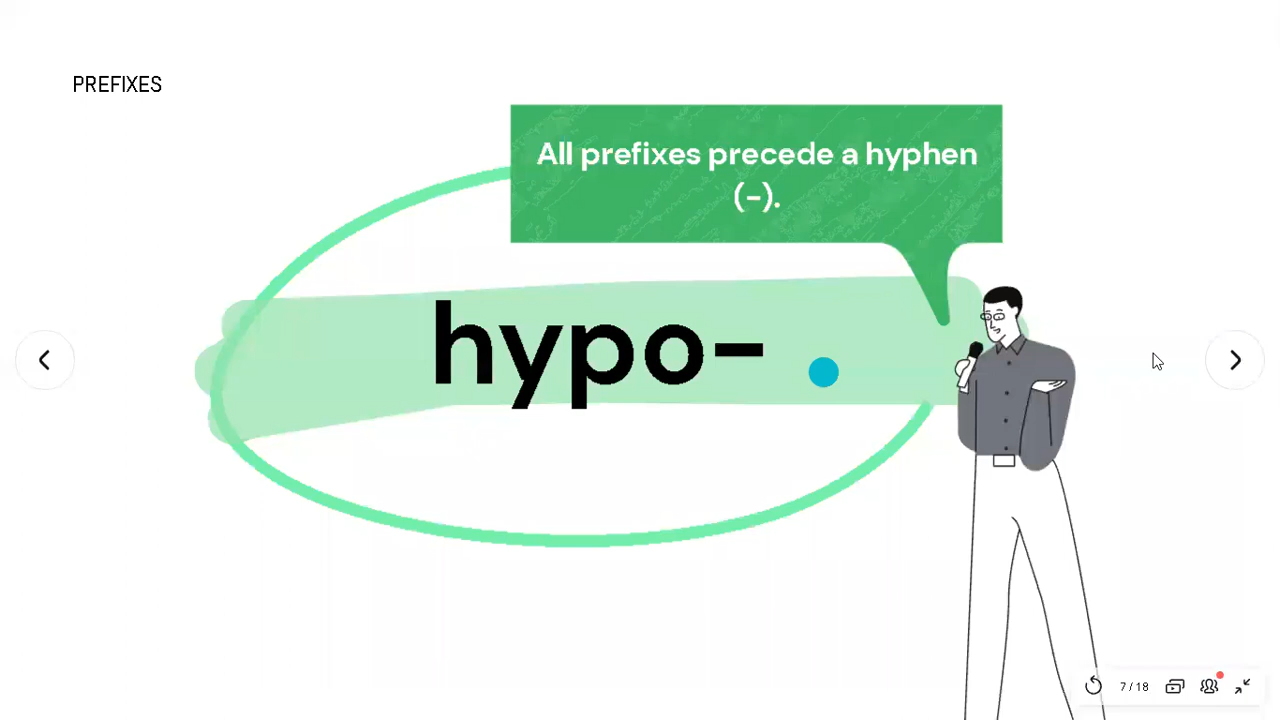 PREFIXES
All prefixes precede a hyphen
(-).
hypo-
7 / 18